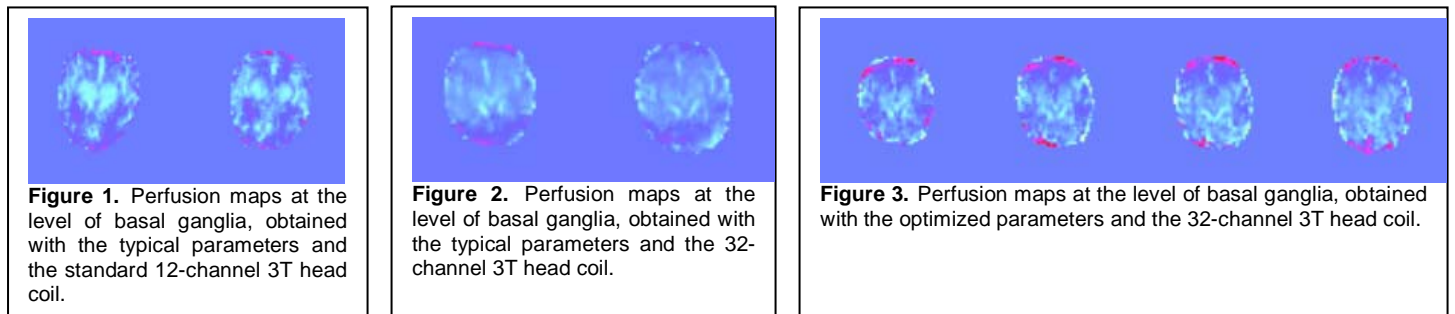 Figure 1. Perfusion maps at the
level of basal ganglia, obtained
with the typical parameters and
the standard 12-channel 3T head
coil.
Figure 2. Perfusion maps at the
level of basal ganglia, obtained with
the typical parameters and the 32-
channel 3T head coil.
Figure 3. Perfusion maps at the level of basal ganglia, obtained
with the optimized parameters and the 32-channel 3T head coil.